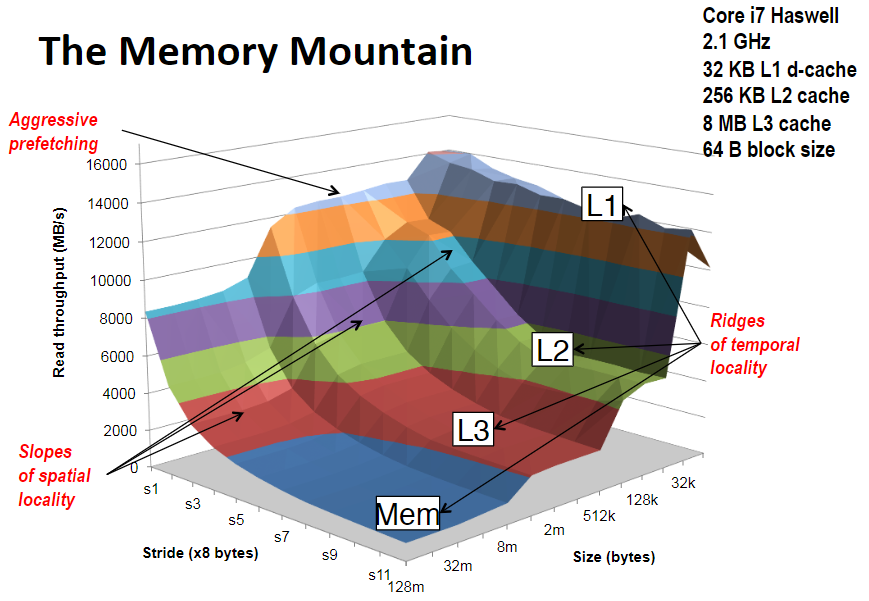 The Memory Mountain
Core i7 Haswell
2.1 GHz
32 KB L1 d-cache
256 KB L2 cache
8 MB L3 cache
64 B block size
Aggressive
prefetching
16000
14000
12000
10000
8000
6000
4000
2000
0
Read throughput (MB/s)
L1
L2
L3
Mem
Ridges
of temporal
locality
Slopes
of spatial
locality
s1
s3
s5
s7
s9
s11
Stride (x8 bytes)
128m
32m
8m
2m
512k
128k
32k
Size (bytes)